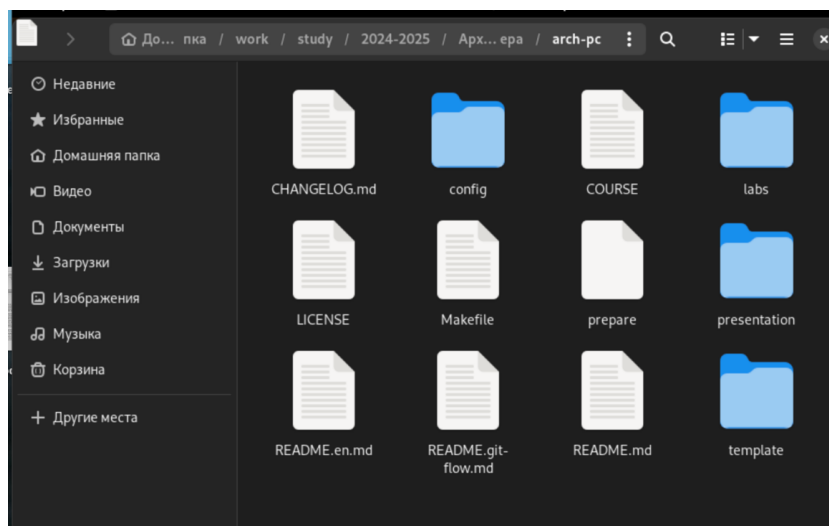 До... пка / work / study / 2024-2025 / Арх... ера / arch-pc
Недавние
Избранные
Домашняя папка
Видео
Документы
Загрузки
Изображения
Музыка
Корзина
Другие места
CHANGELOG.md
config
COURSE
labs
LICENSE
Makefile
prepare
presentation
README.en.md
README.git-
flow.md
README.md
template